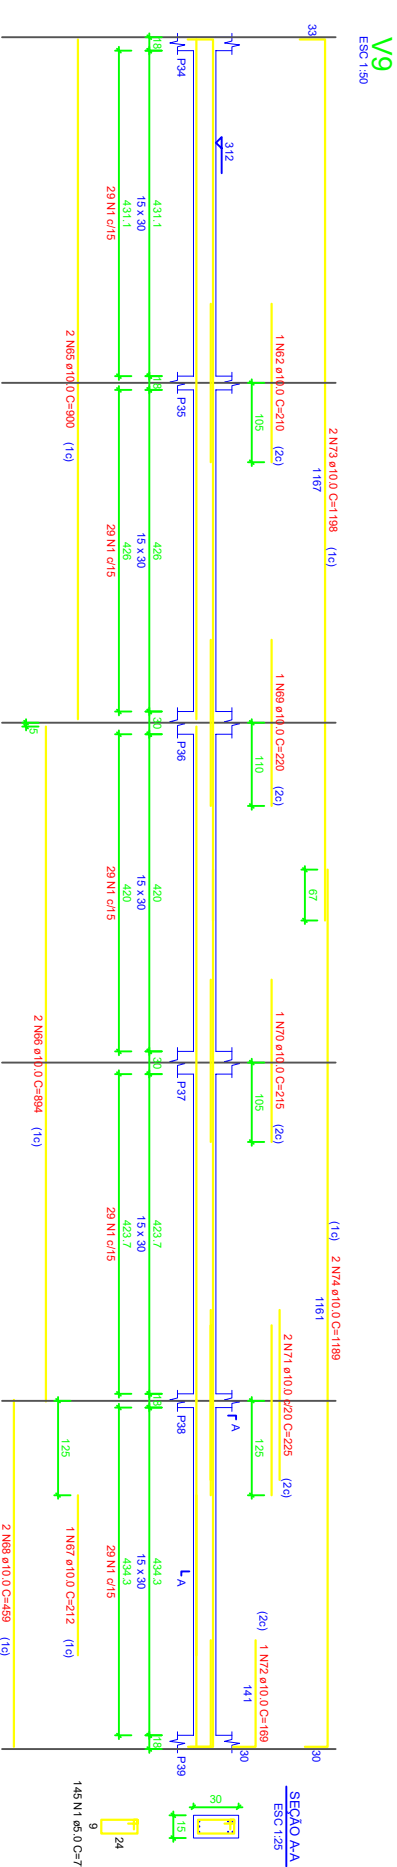 V9
ESC 1:50
33
2 N73 ø10.0 C=1198 (1c)
1167
(1c) 2 N74 ø10.0 C=1189
1161
67
30
1 N62 ø10.0 C=210 (2c)
105
1 N69 ø10.0 C=220 (2c)
110
1 N70 ø10.0 C=215 (2c)
105
2 N71 ø10.0 c/20 C=225 (2c)
125
(2c) 1 N72 ø10.0 C=169
141
30
312
A
A
P34
P35
P36
P37
P38
P39
18
431.1
15 x 30
431.1
29 N1 c/15
18
426
15 x 30
426
29 N1 c/15
30
420
15 x 30
420
29 N1 c/15
30
423.7
15 x 30
423.7
29 N1 c/15
18
434.3
15 x 30
434.3
29 N1 c/15
18
2 N65 ø10.0 C=900 (1c)
5
2 N66 ø10.0 C=894 (1c)
125
1 N67 ø10.0 C=212 (1c)
2 N68 ø10.0 C=459 (1c)
SEÇÃO A-A
ESC 1:25
30
15
24
9
145 N1 ø5.0 C=7